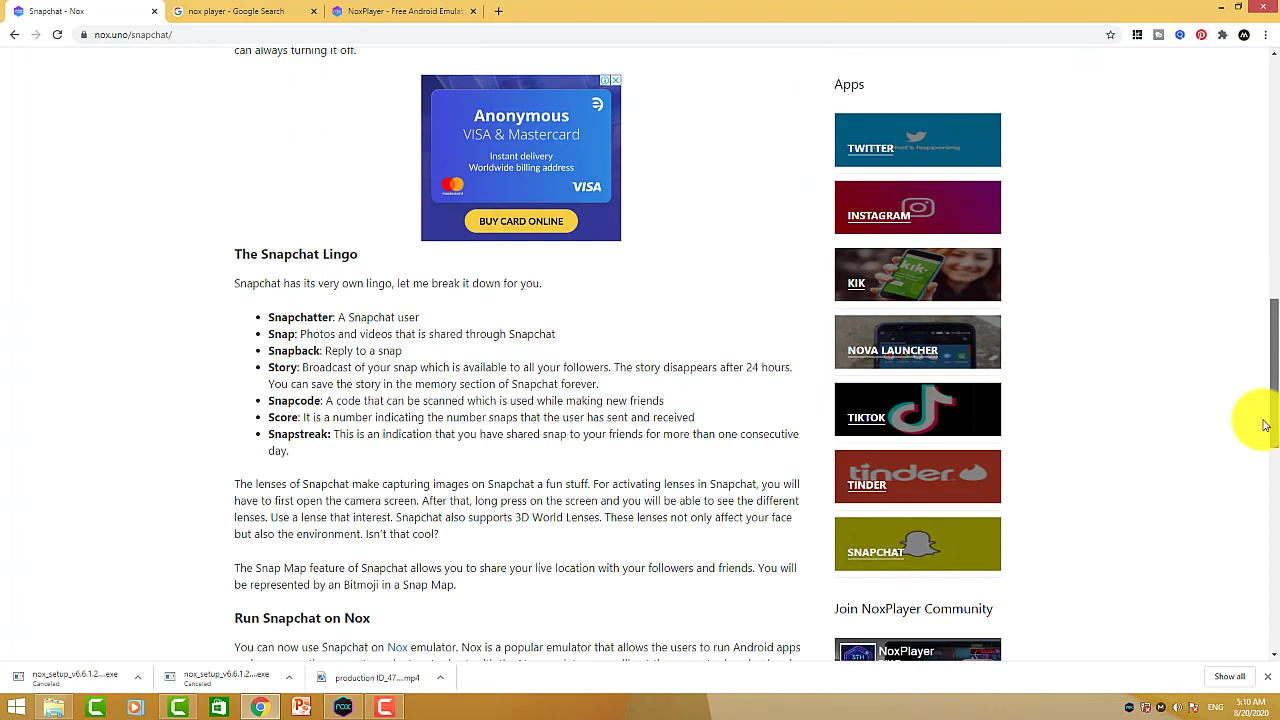 Snapchat - Nox
nox player - Google Search
NoxPlayer - Free Android Emulat
nox.uno/snapchat/
can always turning it off.
Anonymous
VISA & Mastercard
Instant delivery
Worldwide billing address
mastercard
VISA
BUY CARD ONLINE
The Snapchat Lingo
Snapchat has its very own lingo, let me break it down for you.
Snapchatter: A Snapchat user
Snap: Photos and videos that is shared through Snapchat
Snapback: Reply to a snap
Story: Broadcast of your snap which is visible to all your followers. The story disappears after 24 hours.
You can save the story in the memory section of Snapchat forever.
Snapcode: A code that can be scanned which is used while making new friends
Score: It is a number indicating the number snaps that the user has sent and received
Snapstreak: This is an indication that you have shared snap to your friends for more than one consecutive
day.
The lenses of Snapchat make capturing images on Snapchat a fun stuff. For activating lenses in Snapchat, you will
have to first open the camera screen. After that, long press on the screen and you will be able to see the different
lenses. Use a lense that interest. Snapchat also supports 3D World Lenses. These lenses not only affect your face
but also the environment. Isn't that cool?
The Snap Map feature of Snapchat allows you to share your live location with your followers and friends. You will
be represented by an Bitmoji in a Snap Map.
Run Snapchat on Nox
use Snapchat on Nox emulator. Nox is a popular emulator that allows the users to run Android apps
Apps
TWITTER
what's happening
INSTAGRAM
KIK
kik.
NOVA LAUNCHER
TIKTOK
tinder
TINDER
SNAPCHAT
Join NoxPlayer Community
NoxPlayer
nox_setup_v6.6.1.2....exe
Canceled
nox_setup_v6.6.1.2....exe
Canceled
production ID_47....mp4
Show all
ENG
5:10 AM
8/20/2020